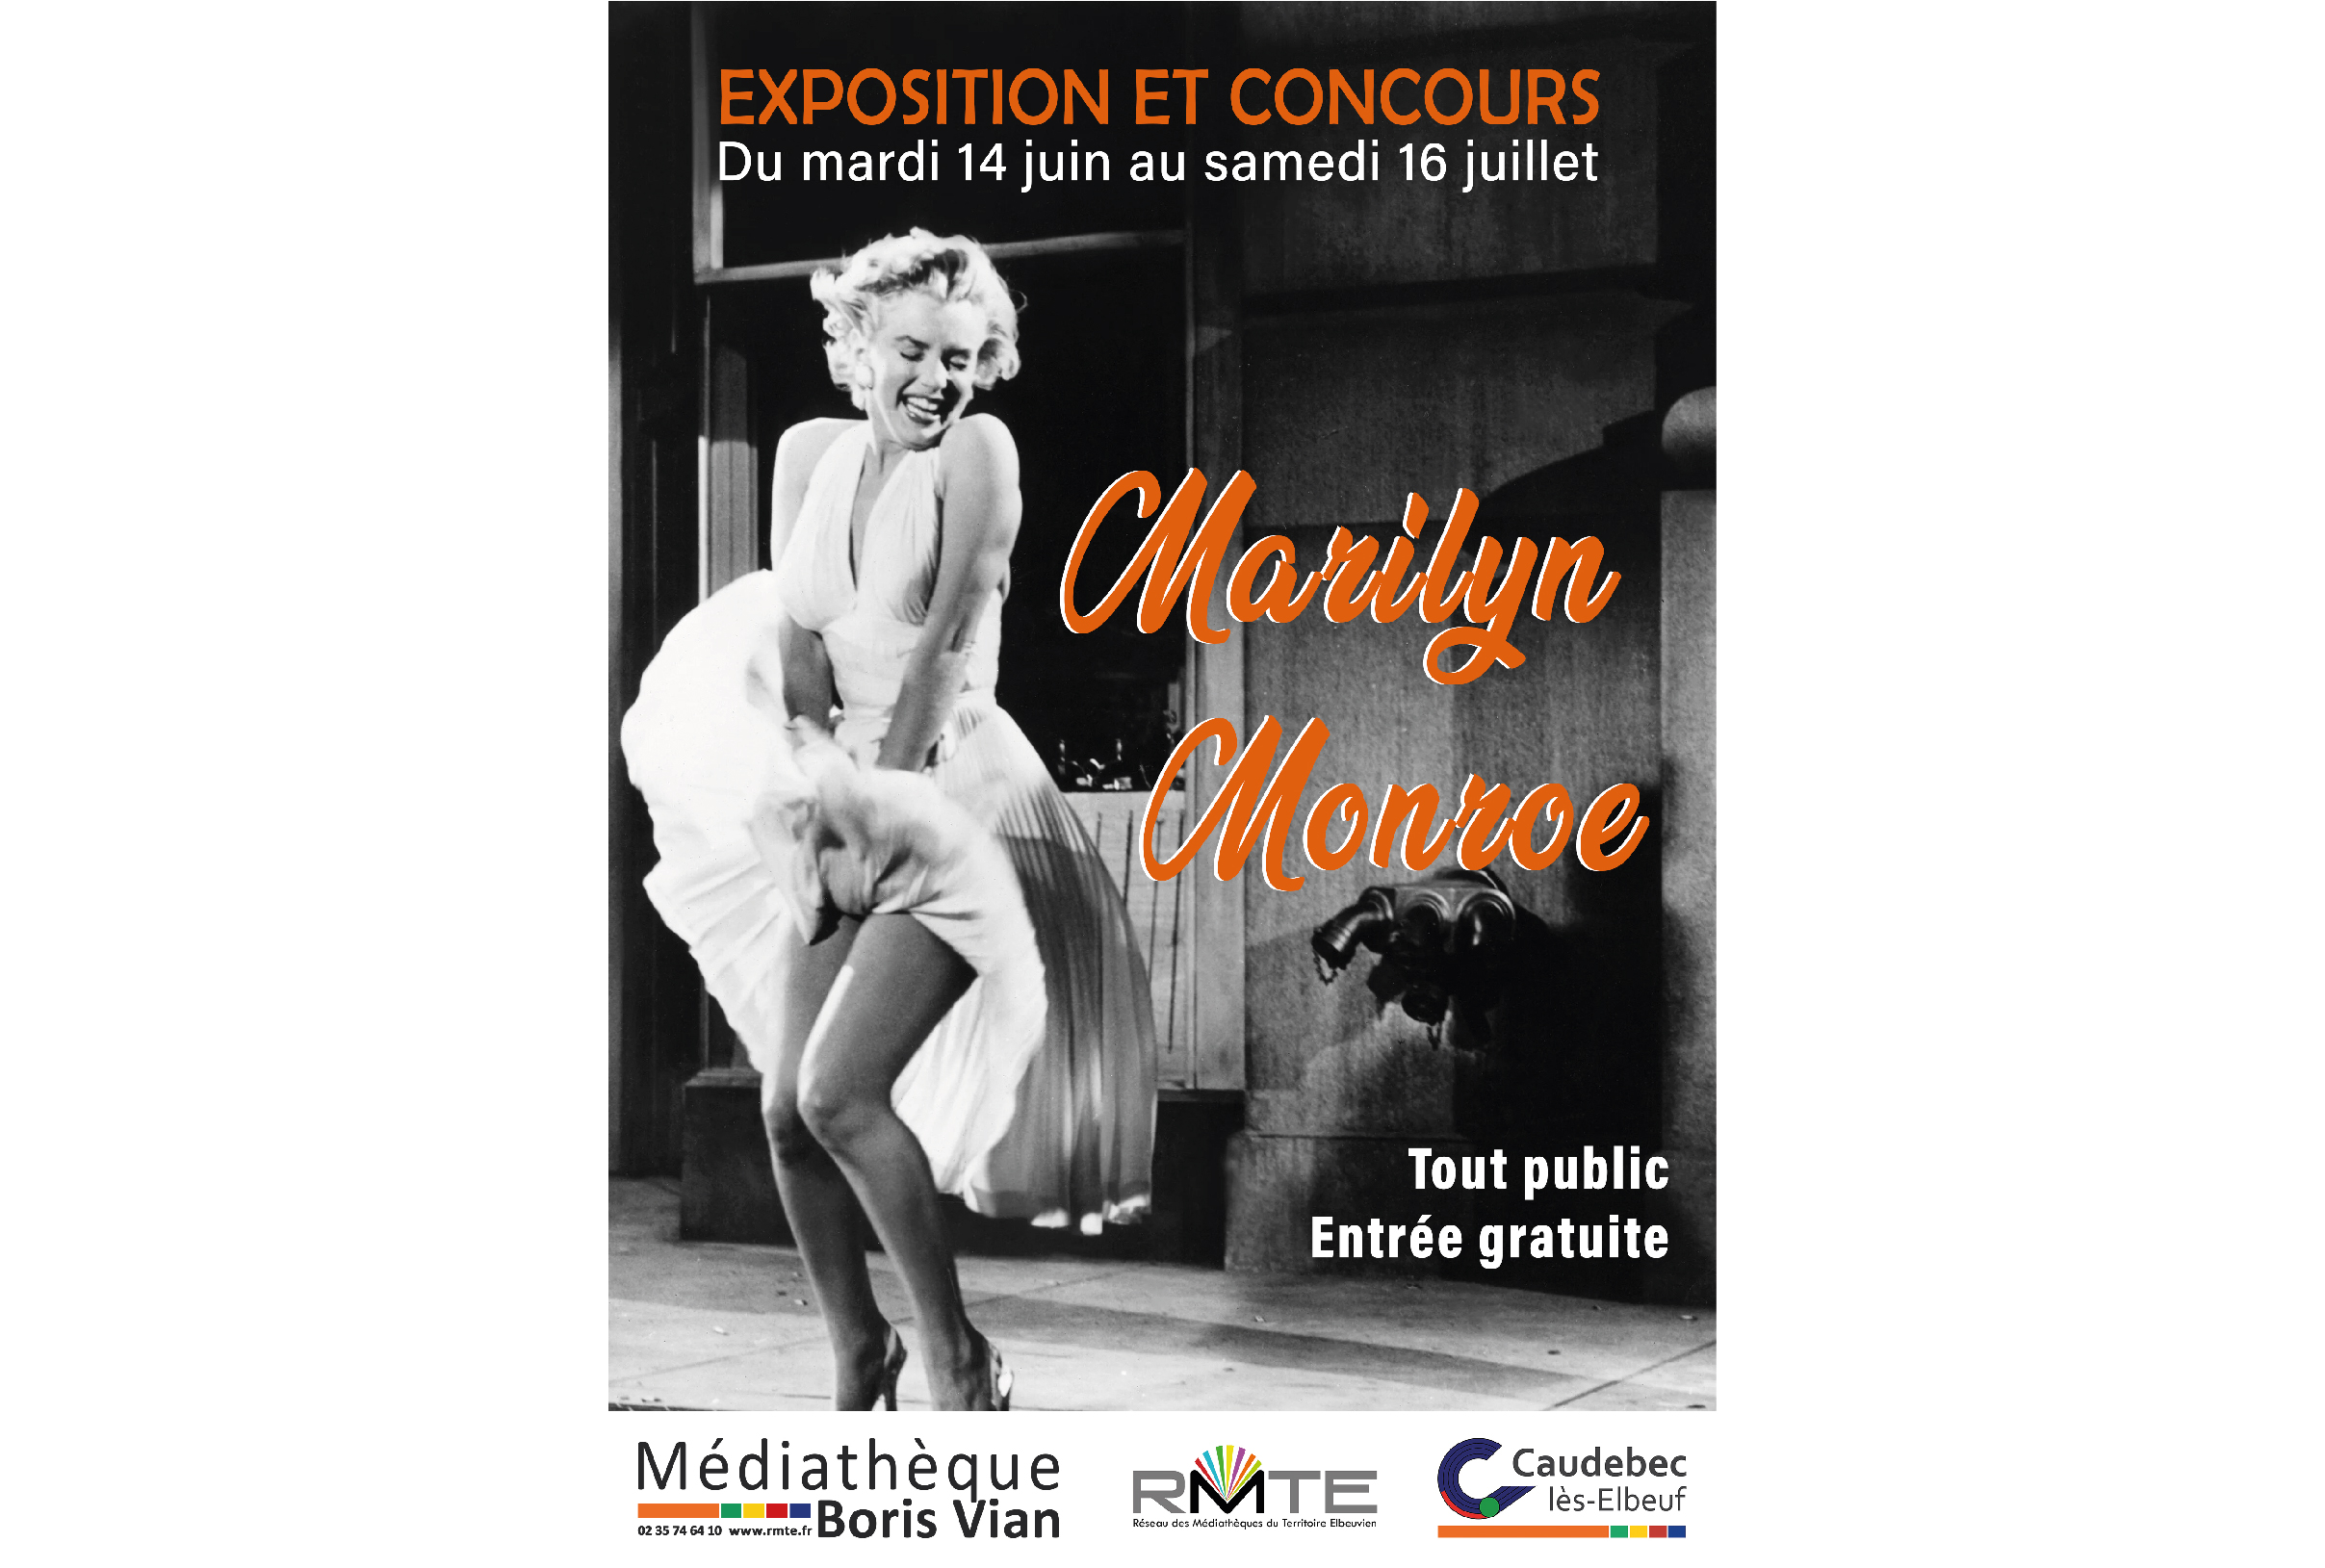 EXPOSITION ET CONCOURS
Du mardi 14 juin au samedi 16 juillet
Marilyn
Monroe
Tout public
Entrée gratuite
Médiathèque
Boris Vian
02 35 74 64 10 www.rmte.fr
RMTE
Réseau des Médiathèques du Territoire Elbeuvien
Caudebec
lès-Elbeuf